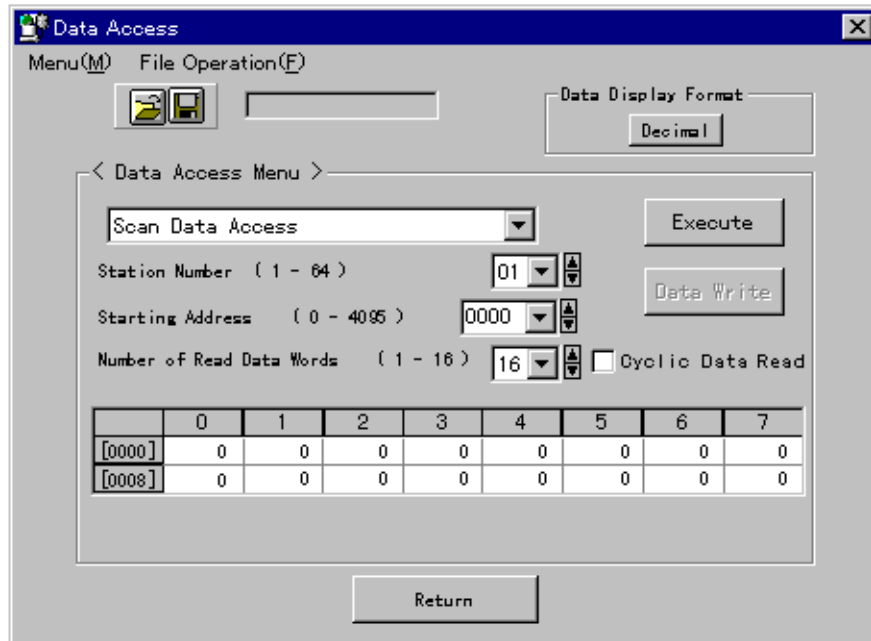 Data Access
Menu(M) File Operation(F)
Data Display Format
Decimal
< Data Access Menu >
Scan Data Access
Execute
Station Number ( 1 - 64 ) 01
Data Write
Starting Address ( 0 - 4095 ) 0000
Number of Read Data Words ( 1 - 16 ) 16 Cyclic Data Read
0 1 2 3 4 5 6 7
[0000] 0 0 0 0 0 0 0 0
[0008] 0 0 0 0 0 0 0 0
Return